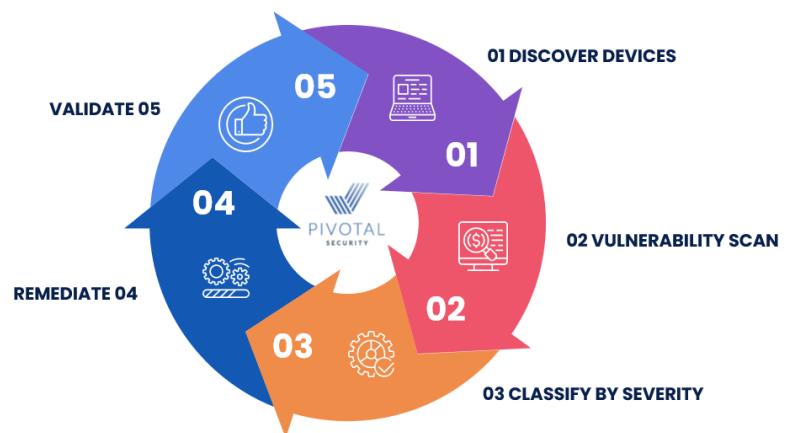 01 DISCOVER DEVICES
05
VALIDATE 05
01
04
PIVOTAL
SECURITY
02 VULNERABILITY SCAN
REMEDIATE 04
02
03
03 CLASSIFY BY SEVERITY